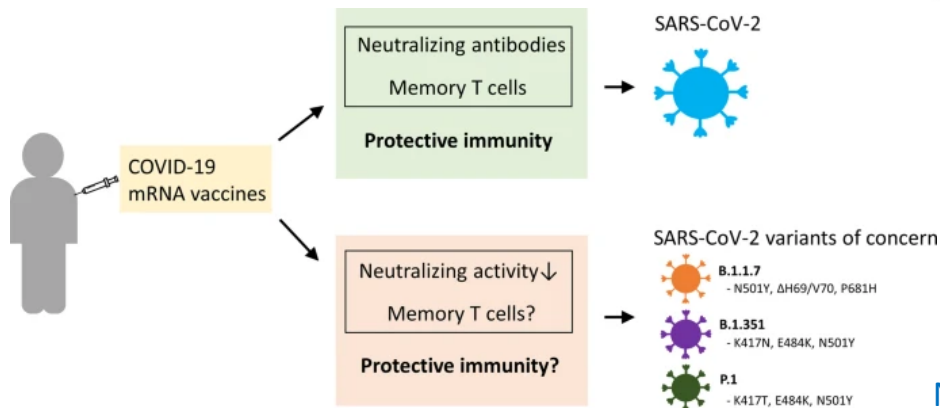 SARS-CoV-2
Neutralizing antibodies
Memory T cells
Protective immunity
COVID-19
mRNA vaccines
SARS-CoV-2 variants of concern
Neutralizing activity↓
Memory T cells?
Protective immunity?
B.1.1.7
- N501Y, ΔH69/V70, P681H
B.1.351
- K417N, E484K, N501Y
P.1
- K417T, E484K, N501Y